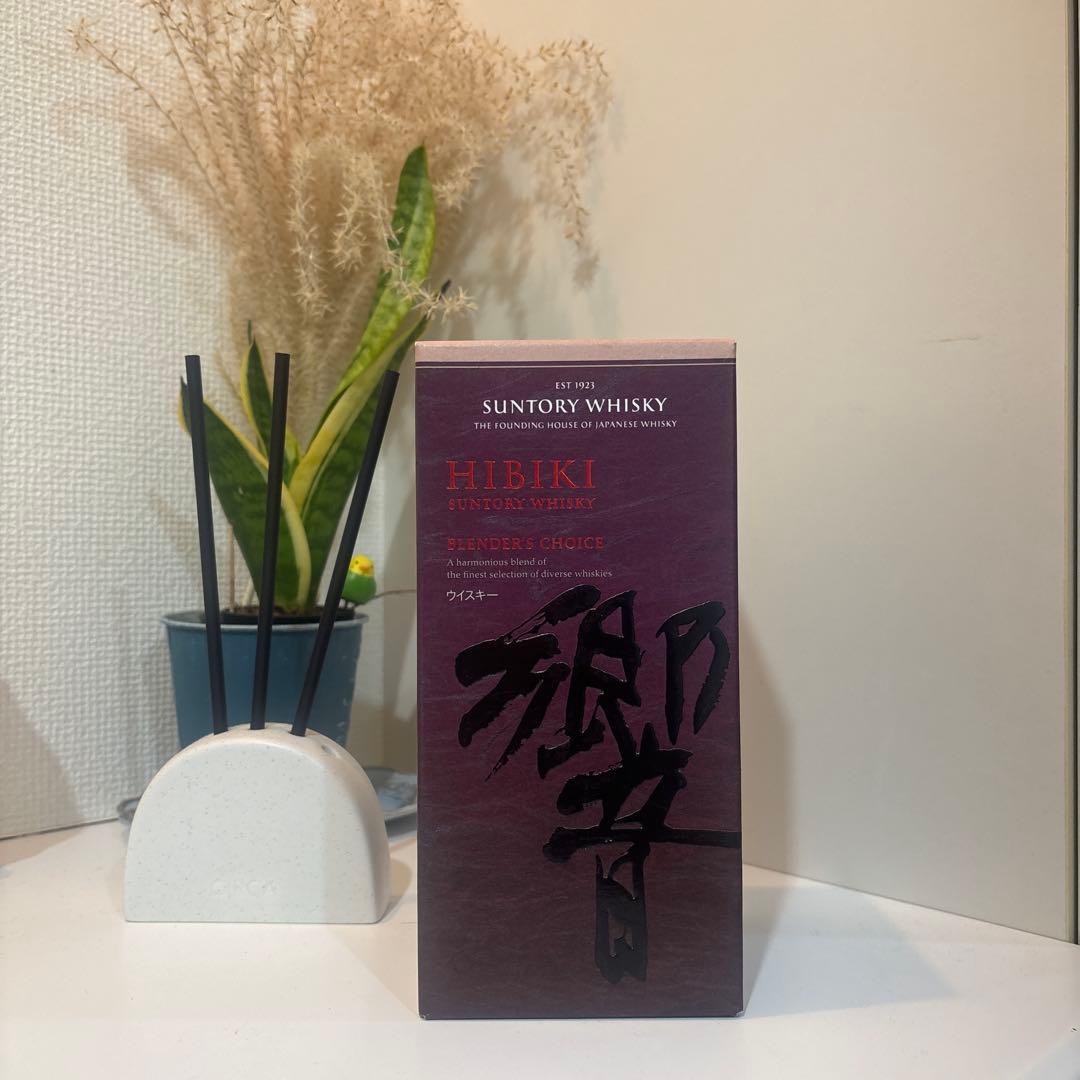 EST 1923
SUNTORY WHISKY
THE FOUNDING HOUSE OF JAPANESE WHISKY
HIBIKI
SUNTORY WHISKY
BLENDER'S CHOICE
A harmonious blend of
the finest selection of diverse whiskies
ウイスキー
響